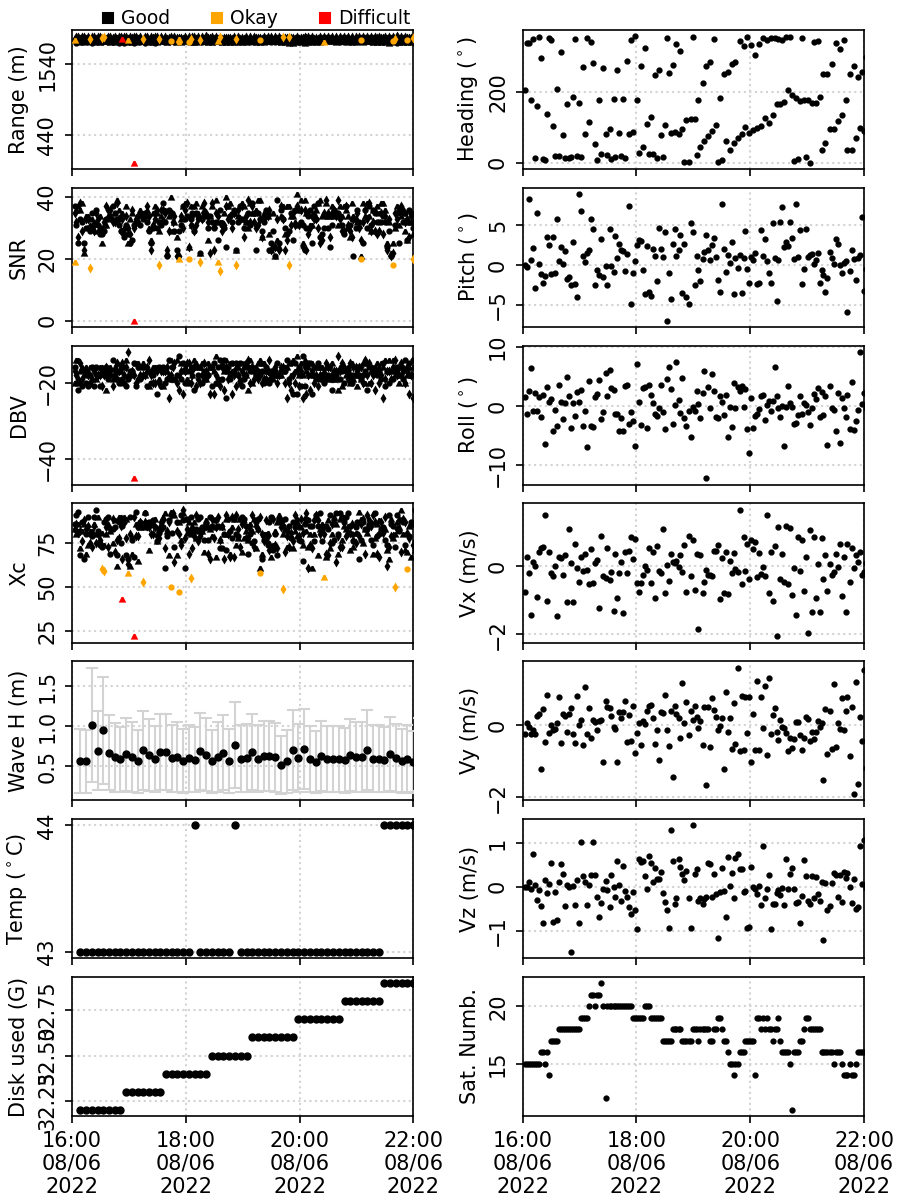 Good Okay Difficult
Range (m)
1540
440
Heading (°)
200
0
SNR
40
20
0
Pitch (°)
5
0
−5
DBV
−20
−40
Roll (°)
10
0
−10
Xc
75
50
25
Vx (m/s)
0
−2
Wave H (m)
1.5
1.0
0.5
Vy (m/s)
0
−2
Temp (°C)
44
43
Vz (m/s)
1
0
−1
Disk used (G)
Sat. Numb.
20
15
16:00 18:00 20:00 22:00
08/06 08/06 08/06 08/06
2022 2022 2022 2022
16:00 18:00 20:00 22:00
08/06 08/06 08/06 08/06
2022 2022 2022 2022